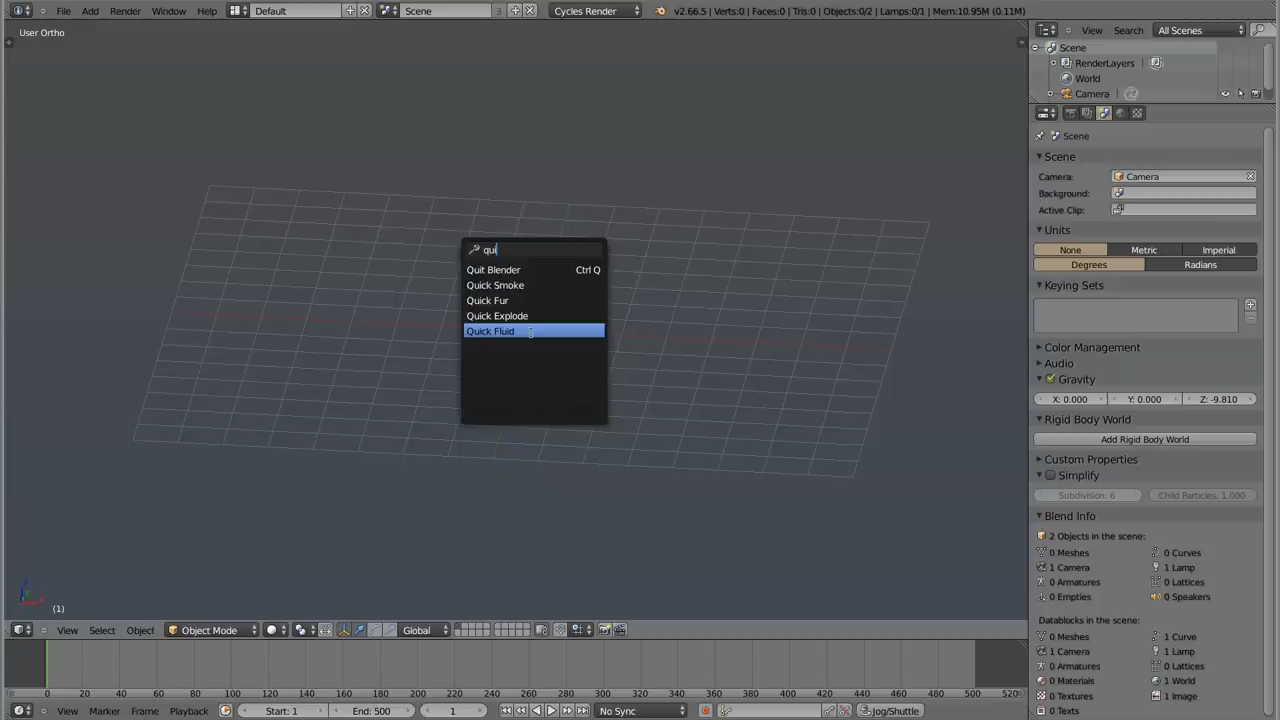 File Add Render Window Help Default Scene 3 Cycles Render v2.66.5 | Verts:0 | Faces:0 | Tris:0 | Objects:0/2 | Lamps:0/1 | Mem:10.95M (0.11M)
User Ortho
View Search All Scenes
Scene
RenderLayers
World
Camera
Scene
Scene
Camera: Camera
Background:
Active Clip:
Units
None Metric Imperial
Degrees Radians
Keying Sets
Color Management
Audio
Gravity
X: 0.000 Y: 0.000 Z: -9.810
Rigid Body World
Add Rigid Body World
Custom Properties
Simplify
Subdivision: 6 Child Particles: 1.000
Blend Info
2 Objects in the scene:
0 Meshes 0 Curves
1 Camera 1 Lamp
0 Armatures 0 Lattices
0 Empties 0 Speakers
Datablocks in the scene:
0 Meshes 1 Curve
1 Camera 1 Lamp
0 Armatures 0 Lattices
0 Materials 1 World
0 Textures 1 Image
0 Texts
qui
Quit Blender Ctrl Q
Quick Smoke
Quick Fur
Quick Explode
Quick Fluid
(1)
View Select Object Object Mode Global
0 20 40 60 80 100 120 140 160 180 200 220 240 260 280 300 320 340 360 380 400 420 440 460 480 500 520
View Marker Frame Playback Start: 1 End: 500 1 No Sync Jog/Shuttle